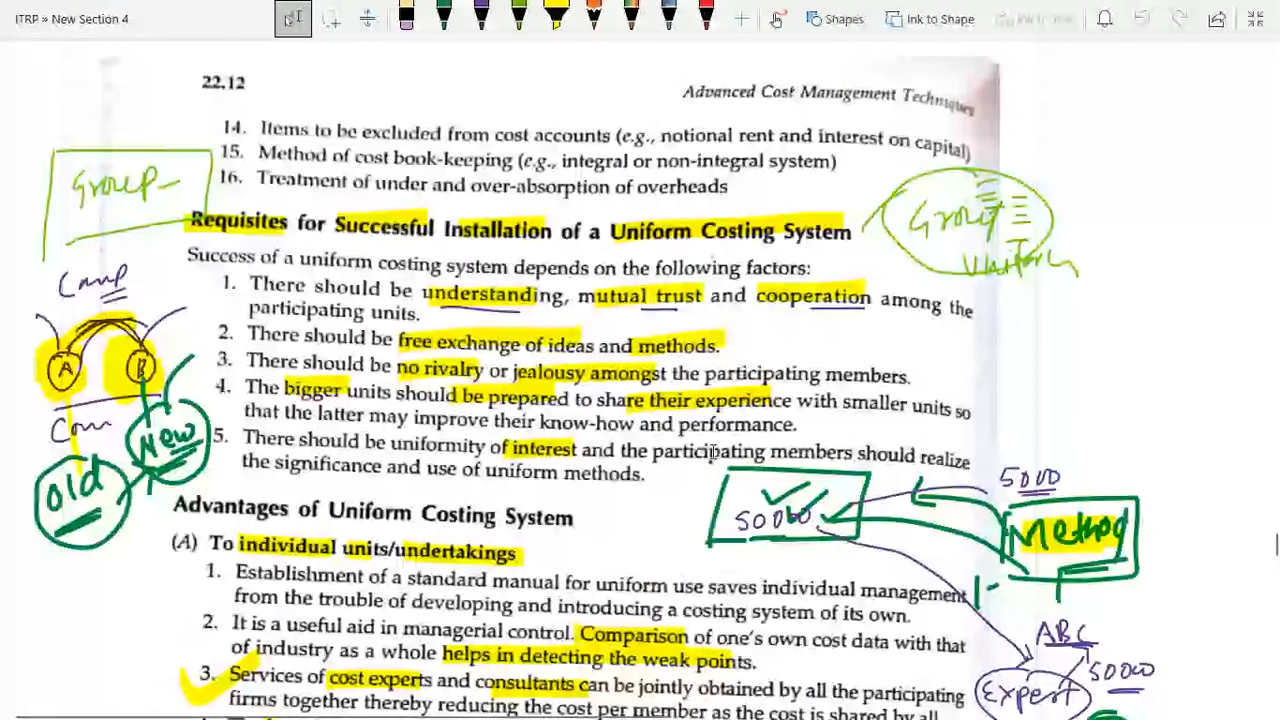 ITRP » New Section 4
Shapes
Ink to Shape
Ink to Math
22.12
Advanced Cost Management Techniques
14. Items to be excluded from cost accounts (e.g., notional rent and interest on capital)
15. Method of cost book-keeping (e.g., integral or non-integral system)
16. Treatment of under and over-absorption of overheads
Group
Requisites for Successful Installation of a Uniform Costing System
Group
Success of a uniform costing system depends on the following factors:
1. There should be understanding, mutual trust and cooperation among the
participating units.
2. There should be free exchange of ideas and methods.
3. There should be no rivalry or jealousy amongst the participating members.
4. The bigger units should be prepared to share their experience with smaller units so
that the latter may improve their know-how and performance.
5. There should be uniformity of interest and the participating members should realize
the significance and use of uniform methods.
A
B
New
Old
5000
50000
Method
Advantages of Uniform Costing System
(A) To individual units/undertakings
1. Establishment of a standard manual for uniform use saves individual management
from the trouble of developing and introducing a costing system of its own.
2. It is a useful aid in managerial control. Comparison of one's own cost data with that
of industry as a whole helps in detecting the weak points.
3. Services of cost experts and consultants can be jointly obtained by all the participating
firms together thereby reducing the cost per member as the cost is shared by all
ABC
50000
Expert